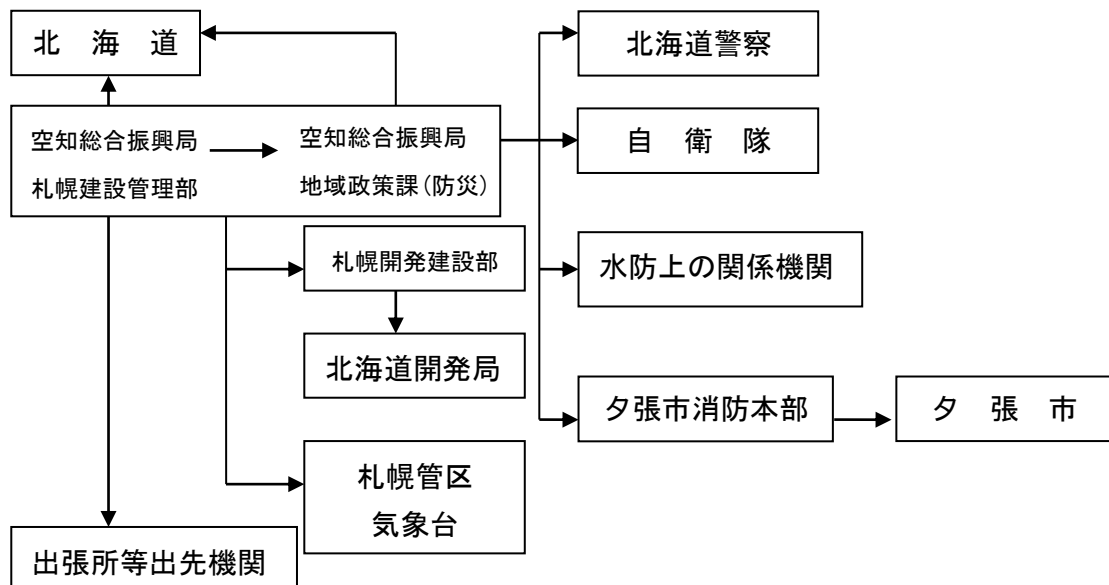 北　海　道
北海道警察
空知総合振興局
札幌建設管理部
空知総合振興局
地域政策課(防災)
自　衛　隊
札幌開発建設部
水防上の関係機関
北海道開発局
夕張市消防本部
夕　張　市
札幌管区
気象台
出張所等出先機関